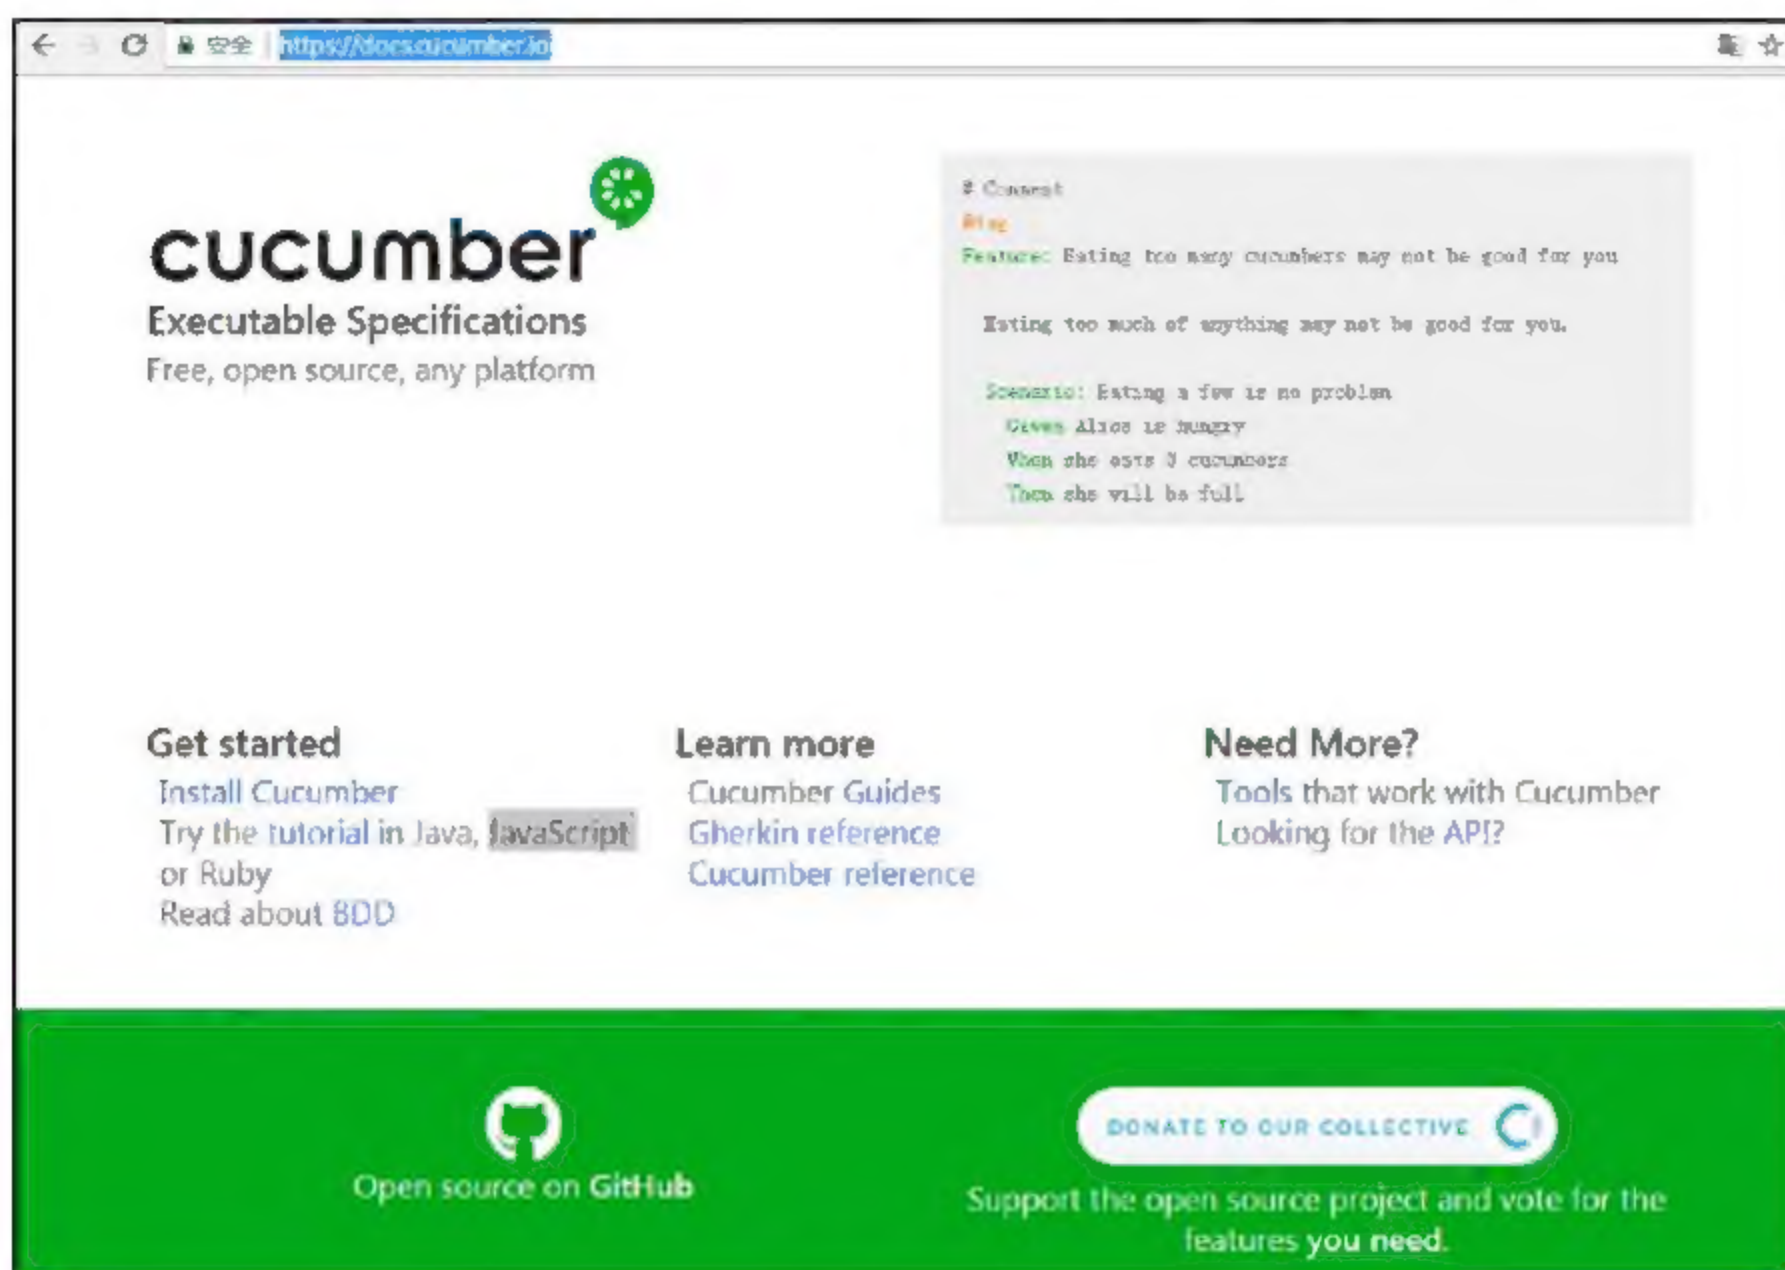 安全 https://docs.cucumber.io
cucumber
Executable Specifications
Free, open source, any platform
# Comment
Feature: Eating too many cucumbers may not be good for you
Eating too much of anything may not be good for you.
Scenario: Eating a few is no problem
Given Alice is hungry
When she eats 3 cucumbers
Then she will be full
Get started
Install Cucumber
Try the tutorial in Java, JavaScript
or Ruby
Read about BDD
Learn more
Cucumber Guides
Gherkin reference
Cucumber reference
Need More?
Tools that work with Cucumber
Looking for the API?
Open source on GitHub
DONATE TO OUR COLLECTIVE
Support the open source project and vote for the
features you need.